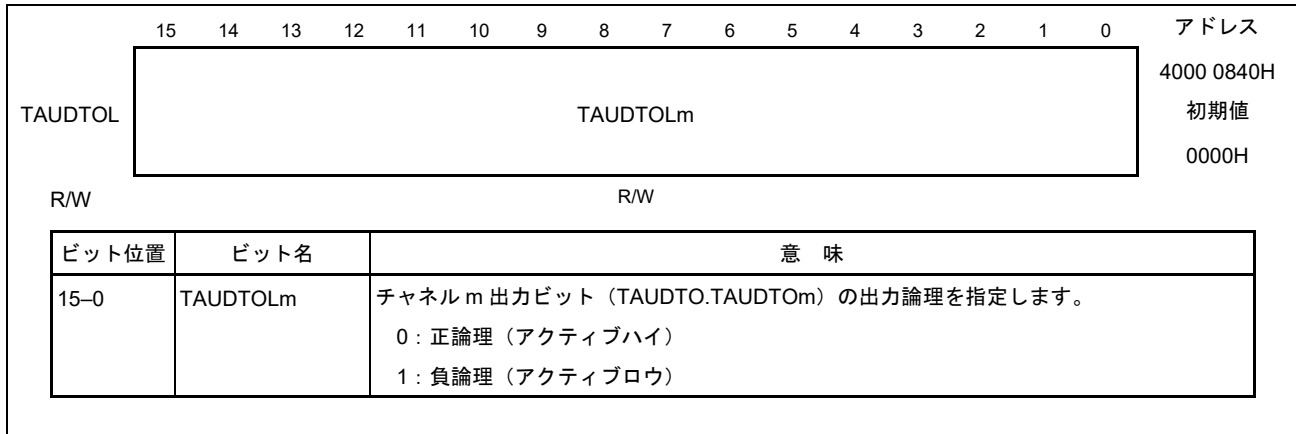 15 14 13 12 11 10 9 8 7 6 5 4 3 2 1 0 アドレス
4000 0840H
TAUDTOL TAUDTOLm 初期値
0000H
R/W R/W
ビット位置 ビット名 意 味
15–0 TAUDTOLm チャネル m 出力ビット（TAUDTO.TAUDTOm）の出力論理を指定します。
0：正論理（アクティブハイ）
1：負論理（アクティブロウ）